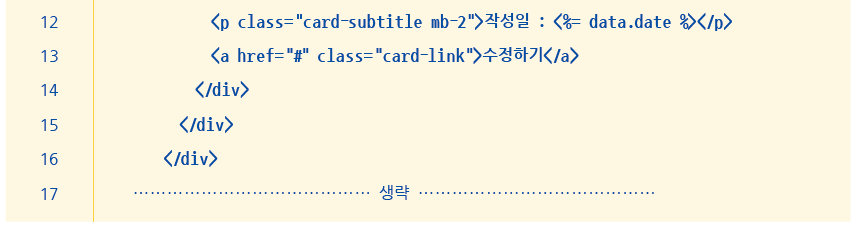 12 <p class="card-subtitle mb-2">작성일 : <%= data.date %></p>
13 <a href="#" class="card-link">수정하기</a>
14 </div>
15 </div>
16 </div>
17 …………………………………… 생략 ……………………………………